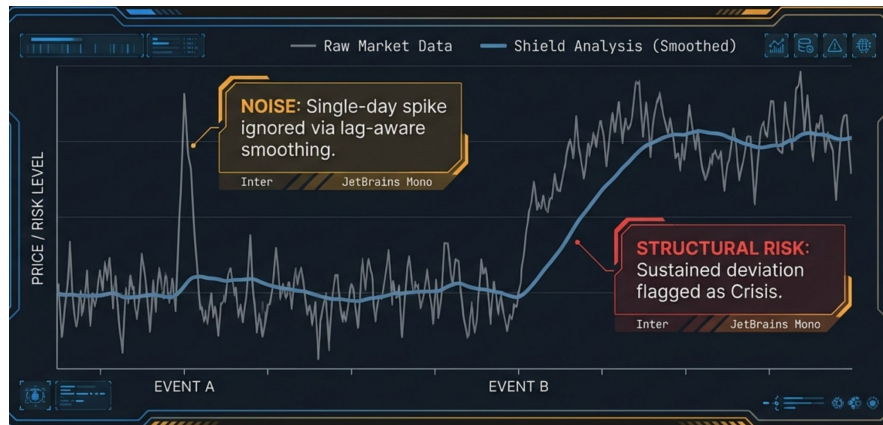 Raw Market Data
Shield Analysis (Smoothed)
NOISE: Single-day spike
ignored via lag-aware
smoothing.
Inter
JetBrains Mono
PRICE / RISK LEVEL
STRUCTURAL RISK:
Sustained deviation
flagged as Crisis.
Inter
JetBrains Mono
EVENT A
EVENT B